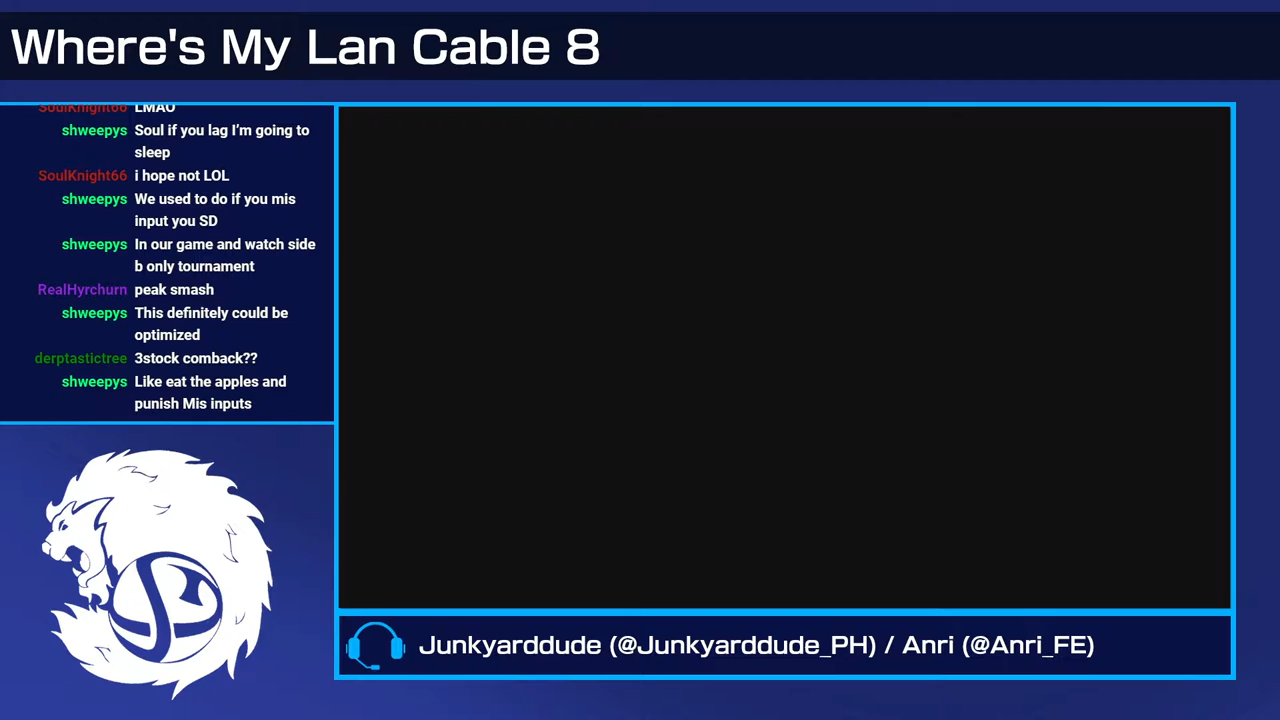 Where's My Lan Cable 8
SoulKnight66 LMAO
shweepys Soul if you lag I’m going to
sleep
SoulKnight66 i hope not LOL
shweepys We used to do if you mis
input you SD
shweepys In our game and watch side
b only tournament
RealHyrchurn peak smash
shweepys This definitely could be
optimized
derptastictree 3stock comback??
shweepys Like eat the apples and
punish Mis inputs
Junkyarddude (@Junkyarddude_PH) / Anri (@Anri_FE)